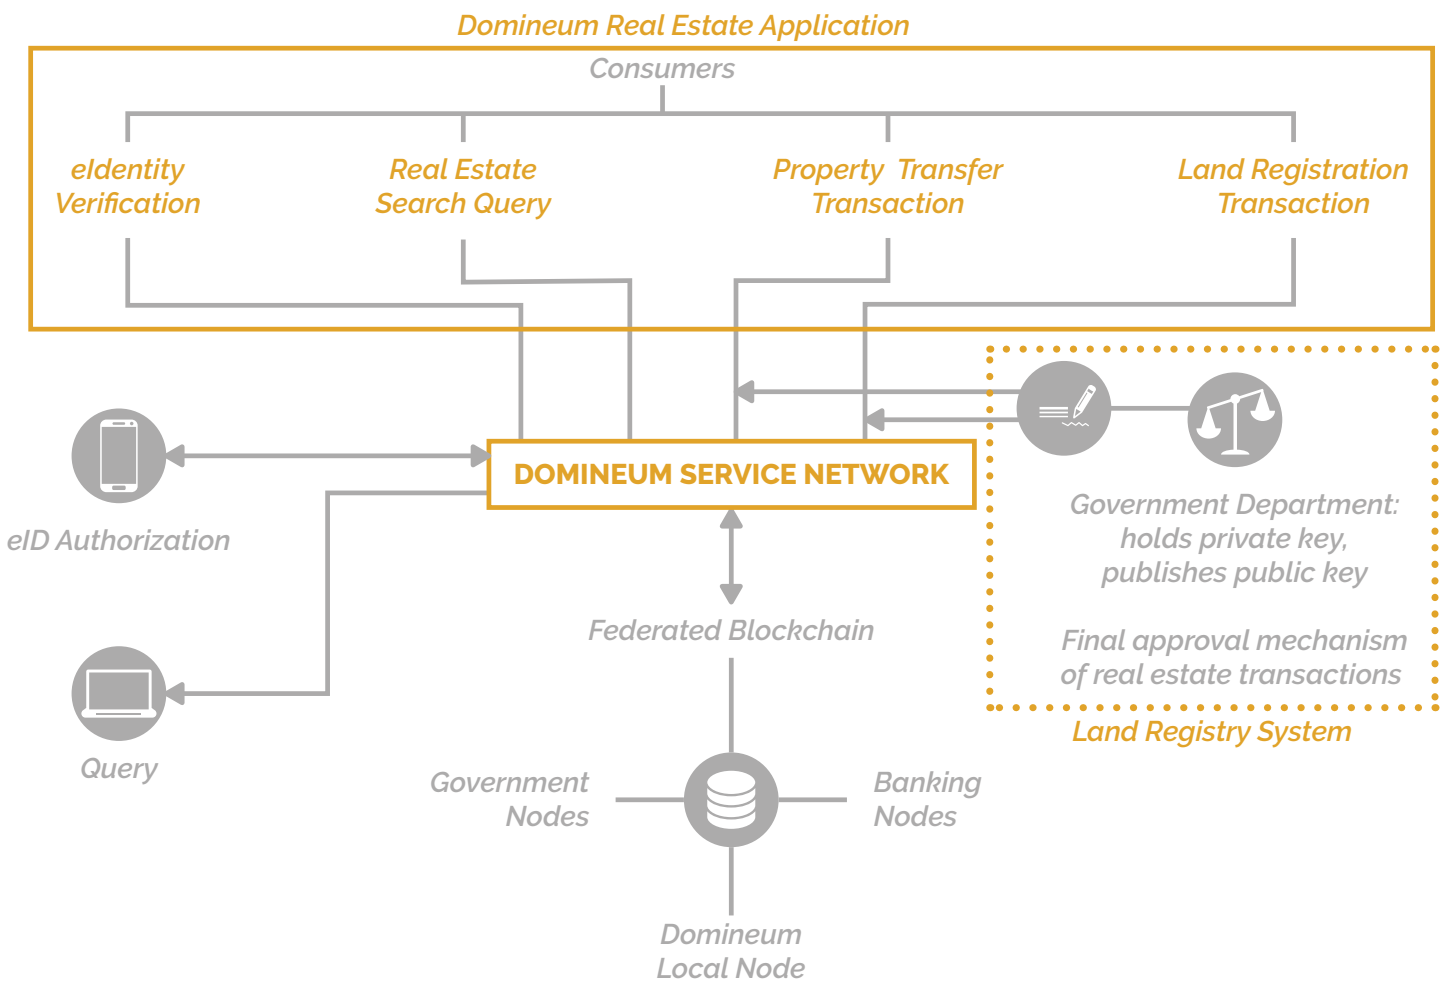 Domineum Real Estate Application
Consumers
eIdentity
Verification
Real Estate
Search Query
Property Transfer
Transaction
Land Registration
Transaction
DOMINEUM SERVICE NETWORK
eID Authorization
Query
Government Department:
holds private key,
publishes public key
Final approval mechanism
of real estate transactions
Land Registry System
Federated Blockchain
Government
Nodes
Banking
Nodes
Domineum
Local Node